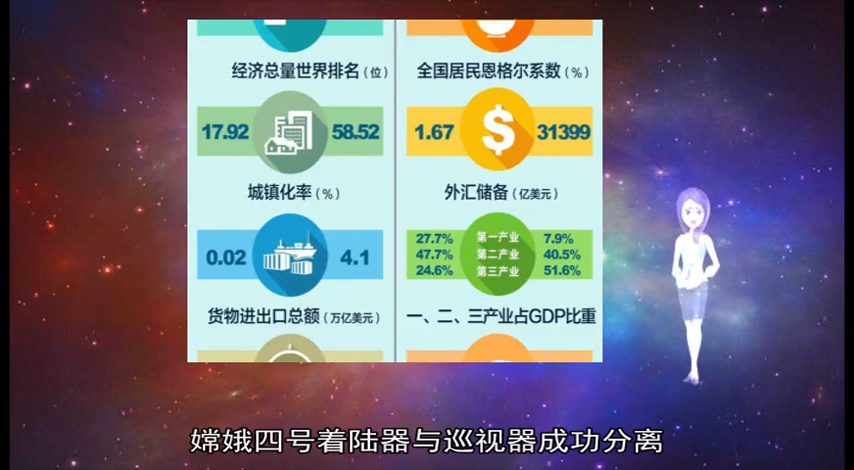 经济总量世界排名（位）
全国居民恩格尔系数（%）
17.92 58.52
1.67 $ 31399
城镇化率（%）
外汇储备（亿美元）
0.02 4.1
27.7% 第一产业 7.9%
47.7% 第二产业 40.5%
24.6% 第三产业 51.6%
货物进出口总额（万亿美元）
一、二、三产业占GDP比重
嫦娥四号着陆器与巡视器成功分离